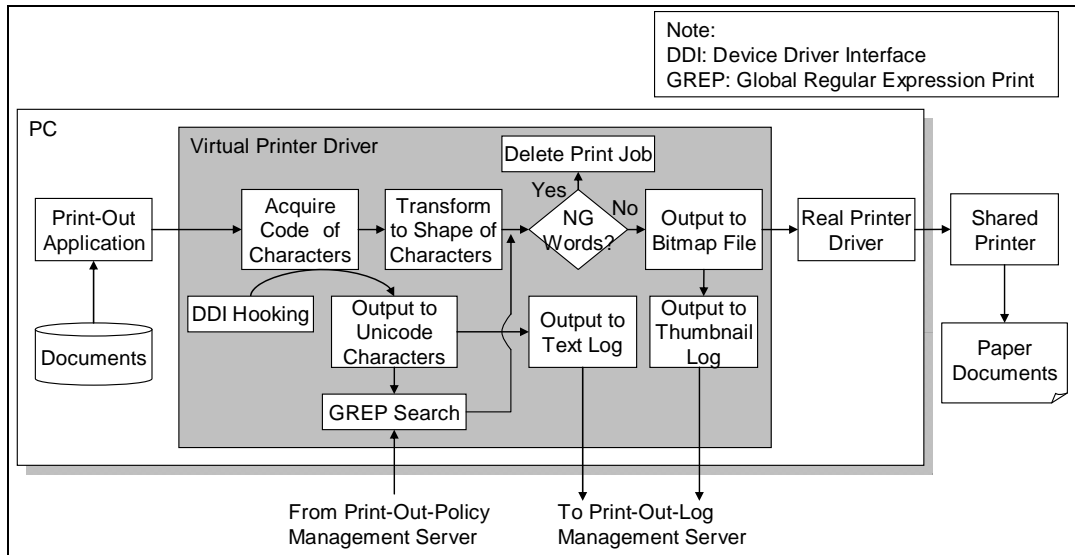 Note:
DDI: Device Driver Interface
GREP: Global Regular Expression Print
PC
Virtual Printer Driver
Delete Print Job
Yes
No
Print-Out
Application
Acquire
Code of
Characters
Transform
to Shape of
Characters
NG
Words?
Output to
Bitmap File
Real Printer
Driver
Shared
Printer
DDI Hooking
Output to
Unicode
Characters
Output to
Text Log
Output to
Thumbnail
Log
Documents
Paper
Documents
GREP Search
From Print-Out-Policy
Management Server
To Print-Out-Log
Management Server